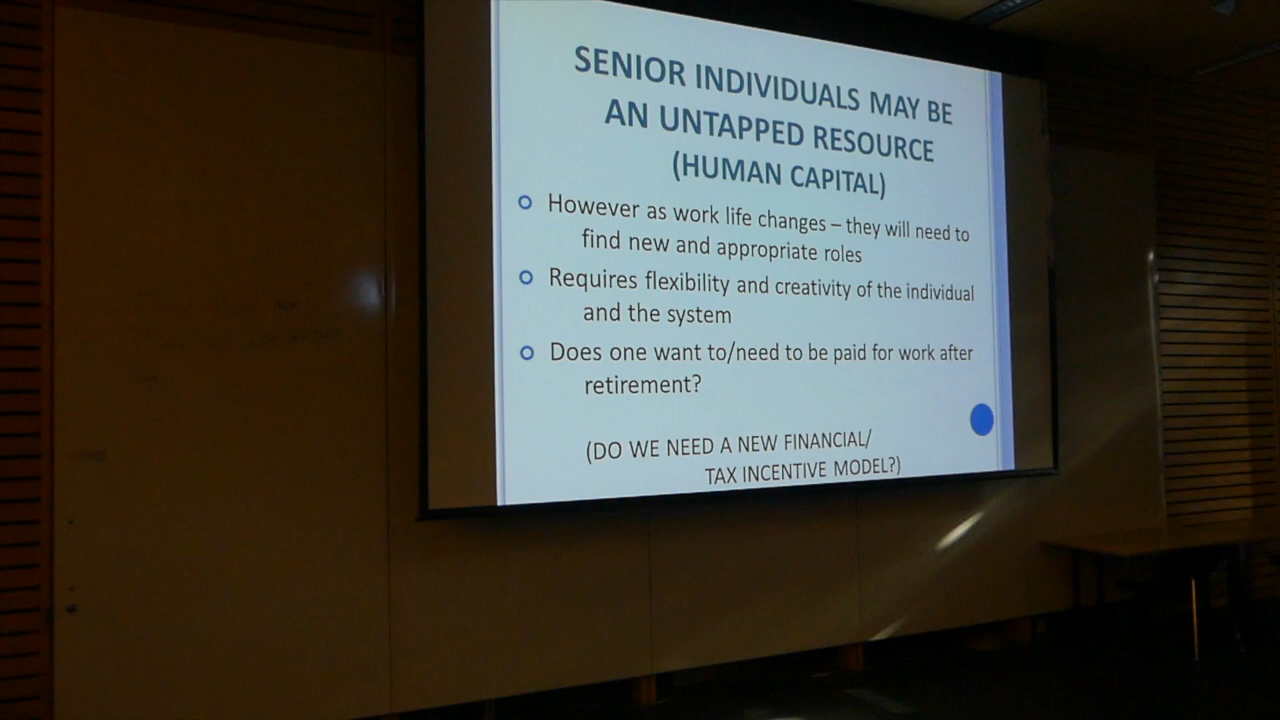 SENIOR INDIVIDUALS MAY BE
AN UNTAPPED RESOURCE
(HUMAN CAPITAL)
However as work life changes – they will need to
find new and appropriate roles
Requires flexibility and creativity of the individual
and the system
Does one want to/need to be paid for work after
retirement?
(DO WE NEED A NEW FINANCIAL/
TAX INCENTIVE MODEL?)